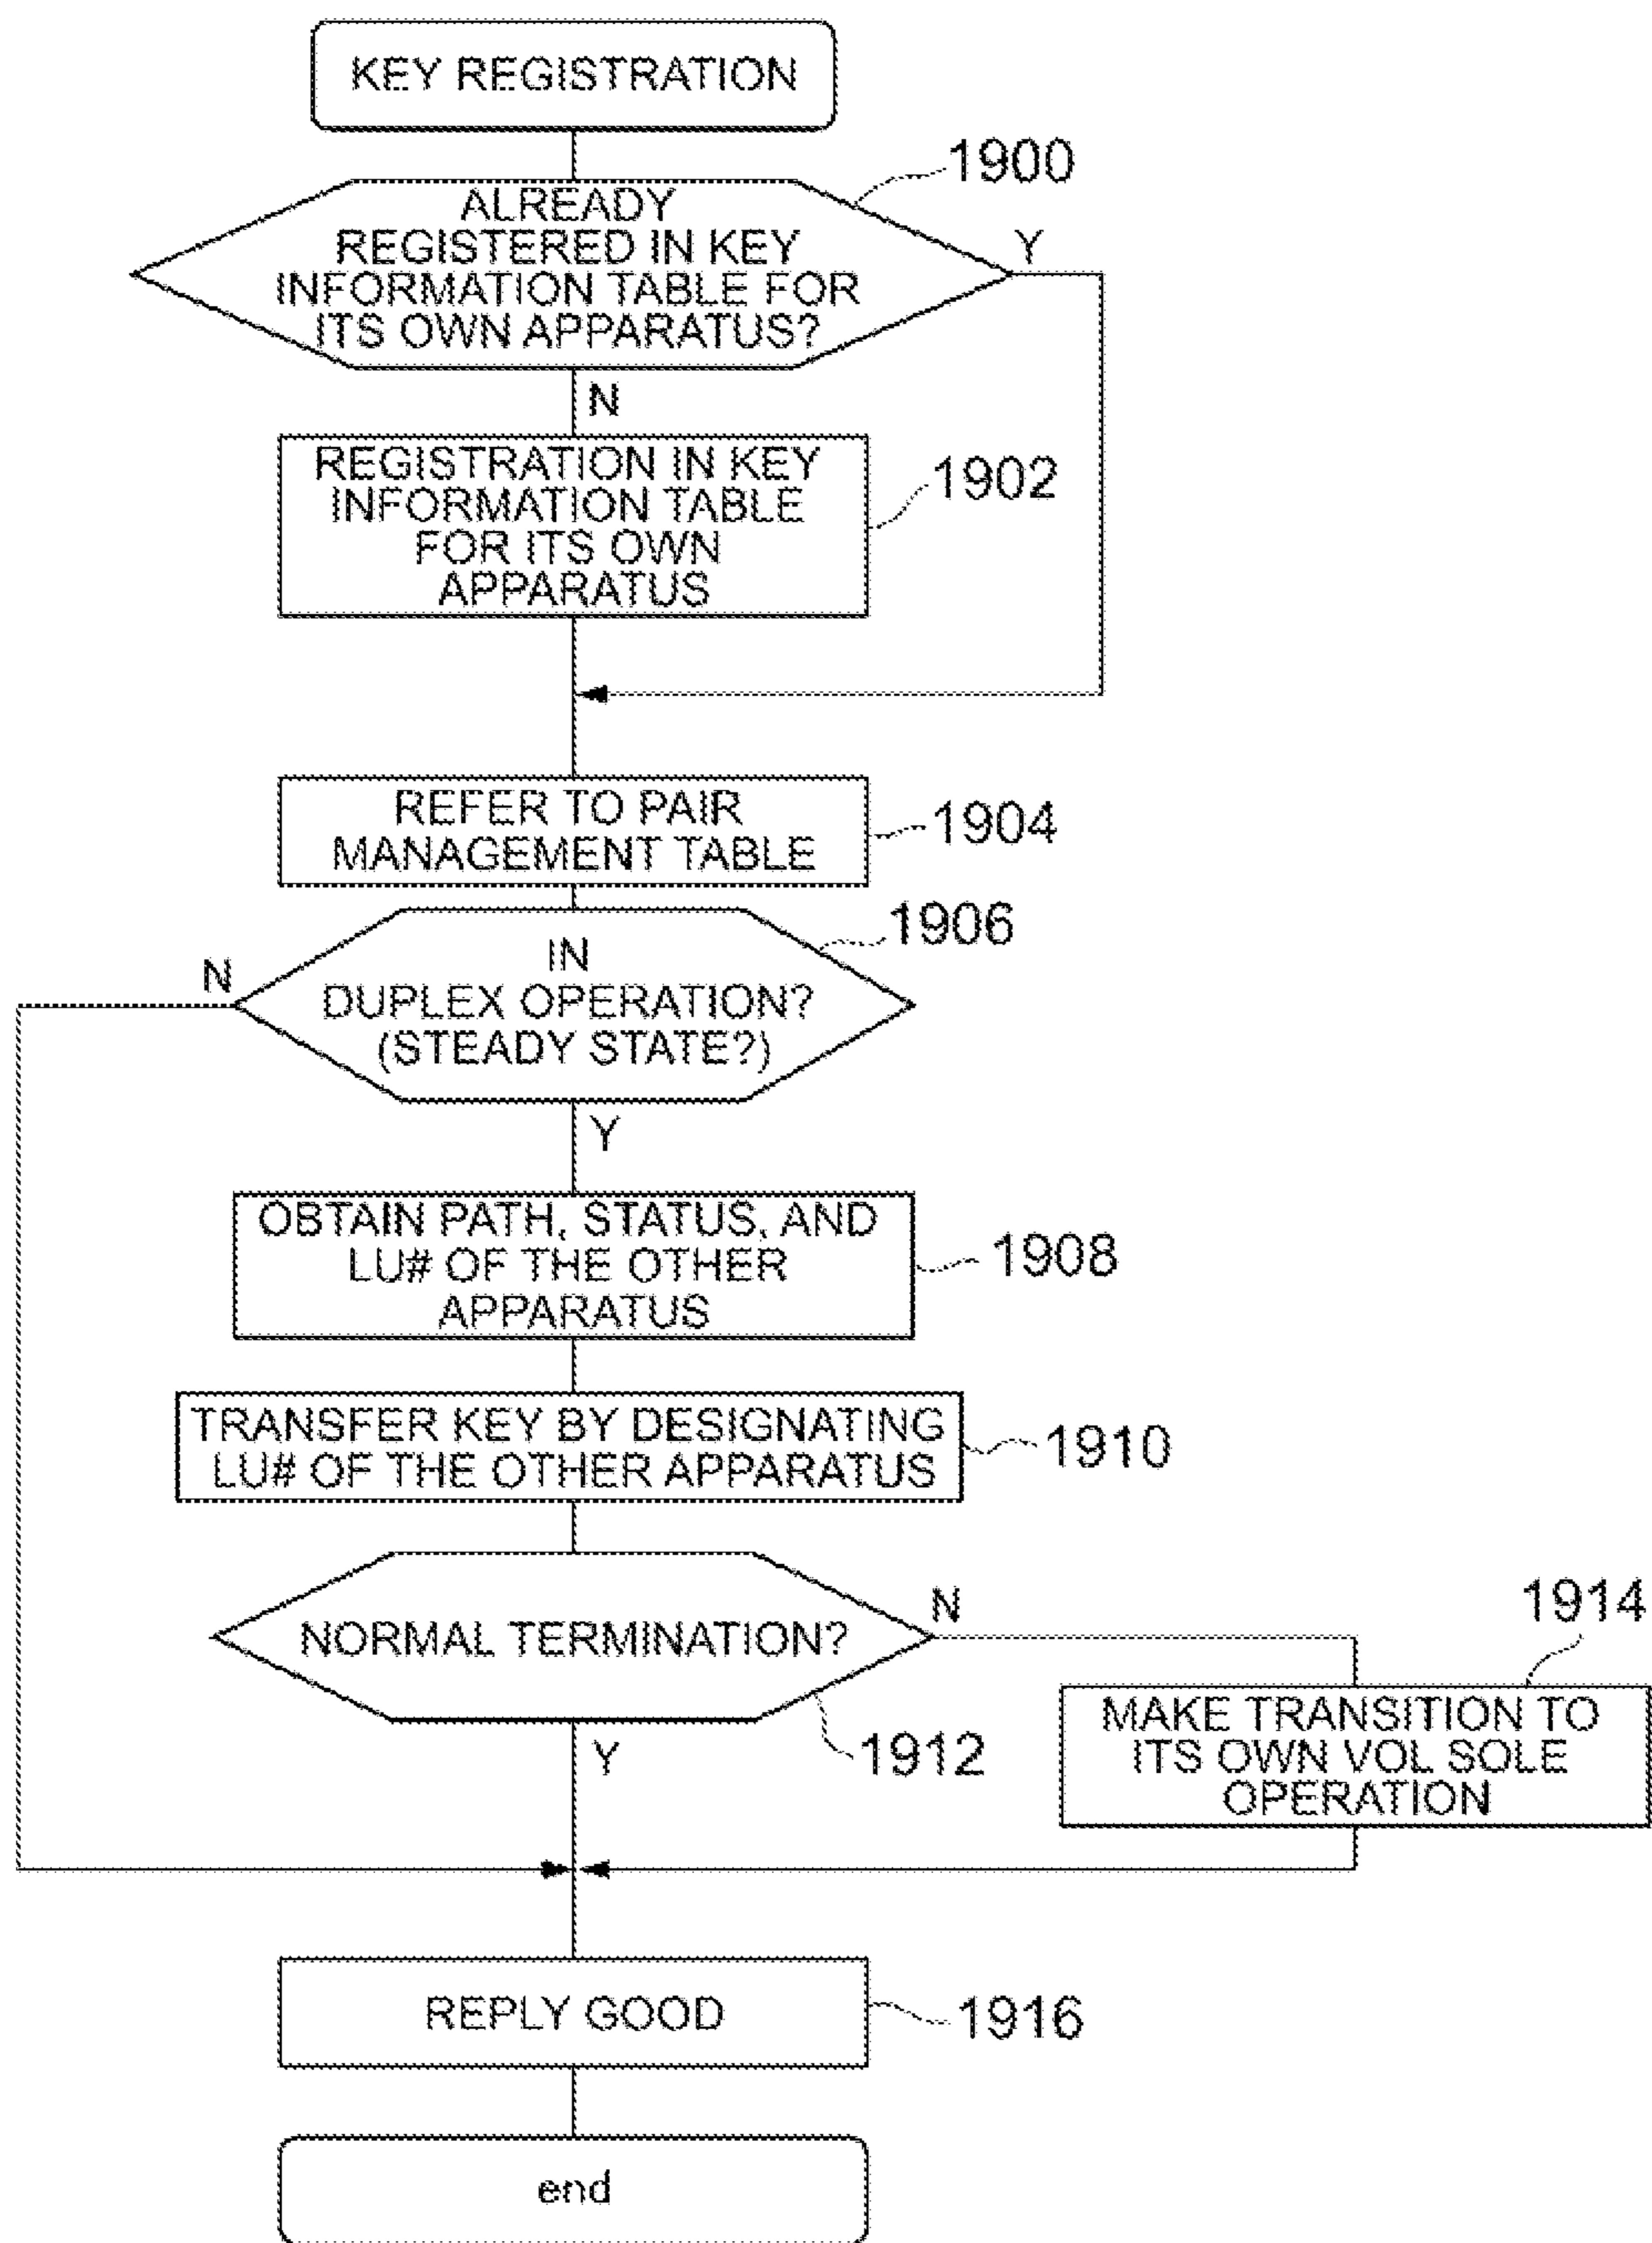 KEY REGISTRATION
1900
ALREADY
REGISTERED IN KEY
INFORMATION TABLE FOR
ITS OWN APPARATUS?
Y
N
REGISTRATION IN KEY
INFORMATION TABLE
FOR ITS OWN
APPARATUS
1902
REFER TO PAIR
MANAGEMENT TABLE
1904
1906
IN
DUPLEX OPERATION?
(STEADY STATE?)
N
Y
OBTAIN PATH, STATUS, AND
LU# OF THE OTHER
APPARATUS
1908
TRANSFER KEY BY DESIGNATING
LU# OF THE OTHER APPARATUS
1910
NORMAL TERMINATION?
N
1914
MAKE TRANSITION TO
ITS OWN VOL SOLE
OPERATION
Y
1912
REPLY GOOD
1916
end